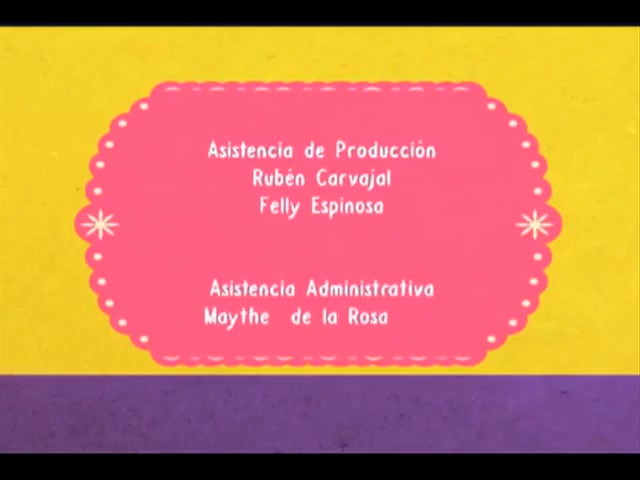 Asistencia de Producción
Rubén Carvajal
Felly Espinosa
Asistencia Administrativa
Maythe de la Rosa